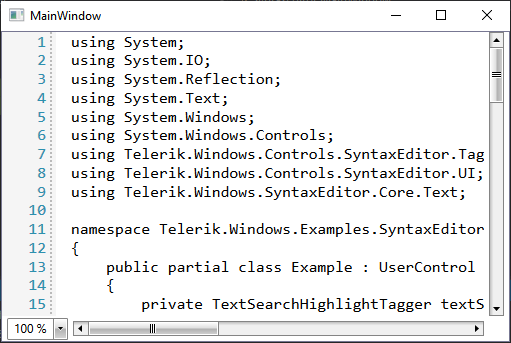 MainWindow
1 using System;
2 using System.IO;
3 using System.Reflection;
4 using System.Text;
5 using System.Windows;
6 using System.Windows.Controls;
7 using Telerik.Windows.Controls.SyntaxEditor.Tag
8 using Telerik.Windows.Controls.SyntaxEditor.UI;
9 using Telerik.Windows.SyntaxEditor.Core.Text;
10
11 namespace Telerik.Windows.Examples.SyntaxEditor
12 {
13     public partial class Example : UserControl
14     {
15         private TextSearchHighlightTagger textS
100 %